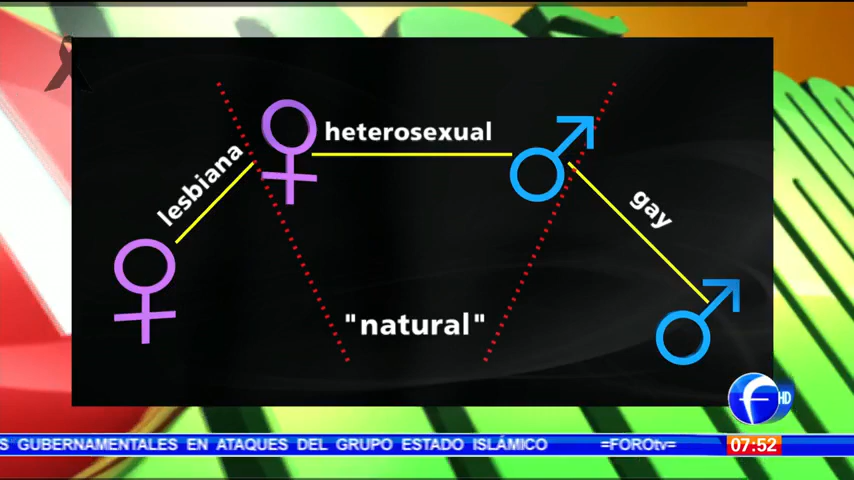 heterosexual
lesbiana
gay
"natural"
f HD
S GUBERNAMENTALES EN ATAQUES DEL GRUPO ESTADO ISLÁMICO =FOROtv= 07:52